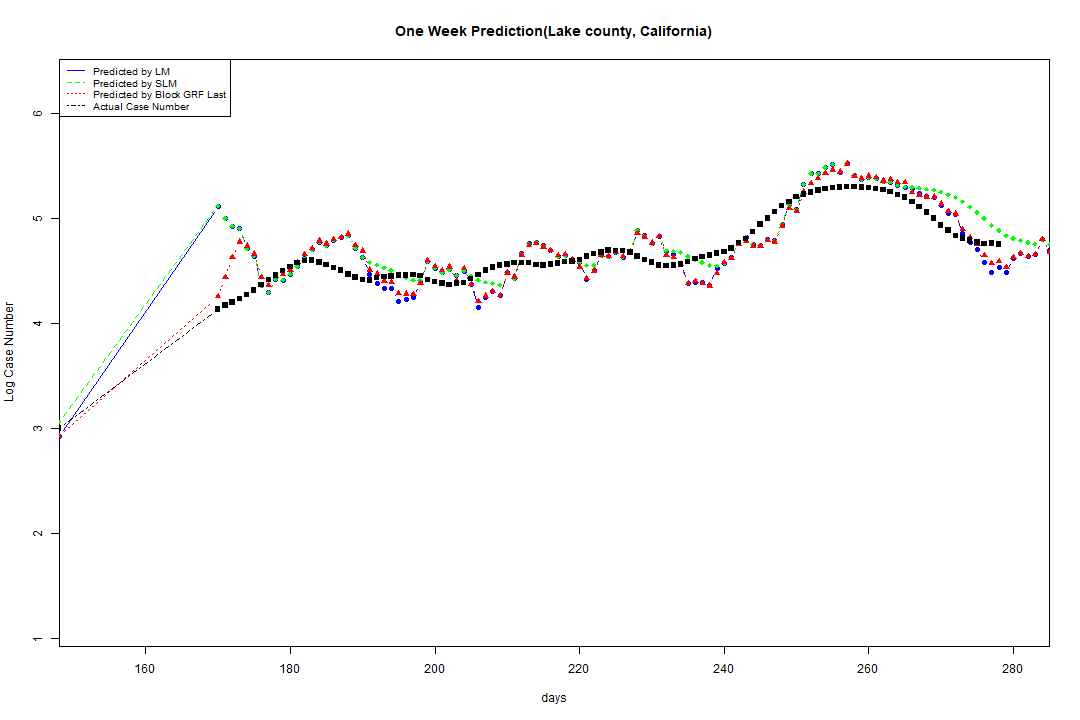 One Week Prediction(Lake county, California)
Predicted by LM
Predicted by SLM
Predicted by Block GRF Last
Actual Case Number
6
5
4
3
2
1
Log Case Number
160 180 200 220 240 260 280
days